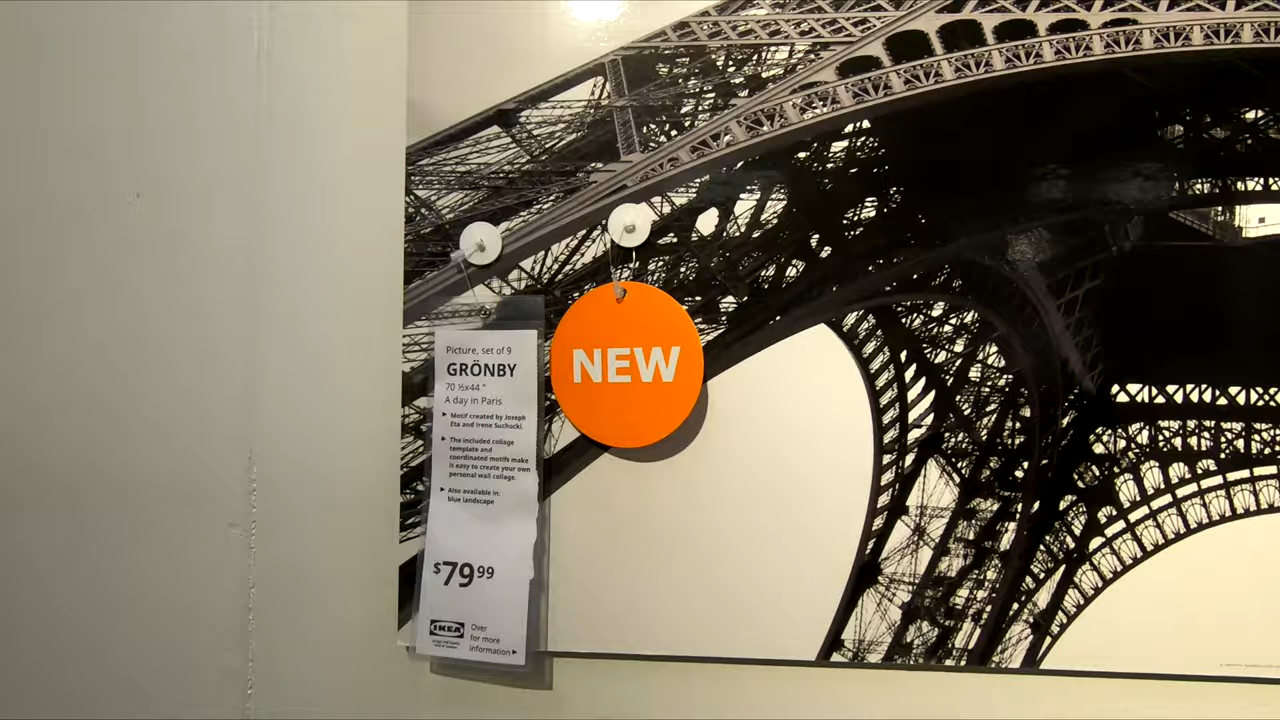 Picture, set of 9
GRÖNBY
70 ½x44 "
A day in Paris
▶ Motif created by Joseph
Eta and Irene Suchocki.
▶ The included collage
template and
coordinated motifs make
it easy to create your own
personal wall collage.
▶ Also available in:
blue landscape
$79 99
IKEA
Over
for more
information ▶
NEW